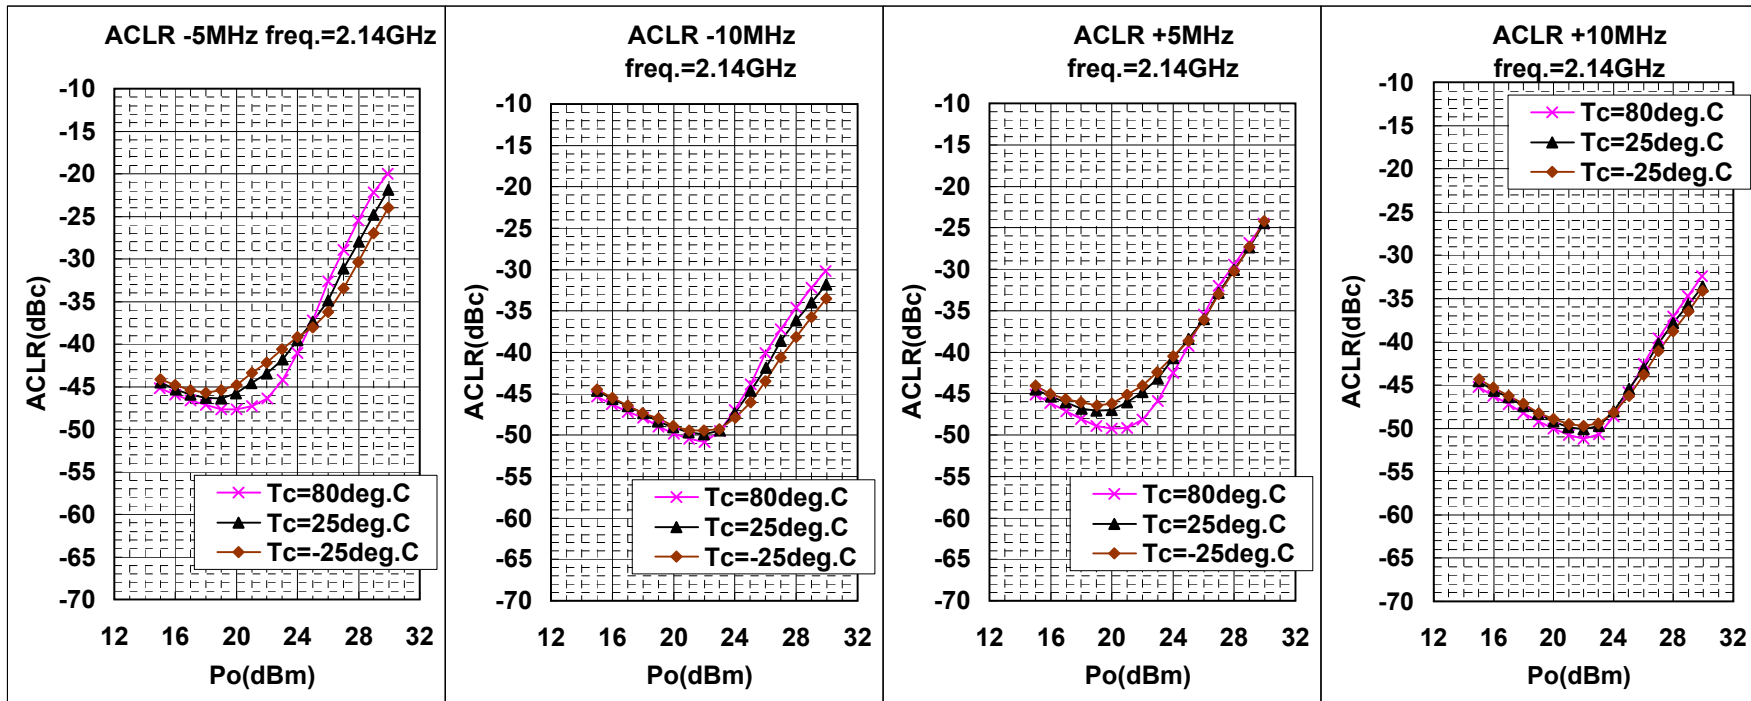 ACLR -5MHz freq.=2.14GHz
-10
-15
-20
-25
-30
-35
-40
-45
-50
-55
-60
-65
-70
12 16 20 24 28 32
ACLR(dBc)
Po(dBm)
Tc=80deg.C
Tc=25deg.C
Tc=-25deg.C
ACLR -10MHz
freq.=2.14GHz
-10
-15
-20
-25
-30
-35
-40
-45
-50
-55
-60
-65
-70
12 16 20 24 28 32
ACLR(dBc)
Po(dBm)
Tc=80deg.C
Tc=25deg.C
Tc=-25deg.C
ACLR +5MHz
freq.=2.14GHz
-10
-15
-20
-25
-30
-35
-40
-45
-50
-55
-60
-65
-70
12 16 20 24 28 32
ACLR(dBc)
Po(dBm)
Tc=80deg.C
Tc=25deg.C
Tc=-25deg.C
ACLR +10MHz
freq.=2.14GHz
-10
-15
-20
-25
-30
-35
-40
-45
-50
-55
-60
-65
-70
12 16 20 24 28 32
ACLR(dBc)
Po(dBm)
Tc=80deg.C
Tc=25deg.C
Tc=-25deg.C